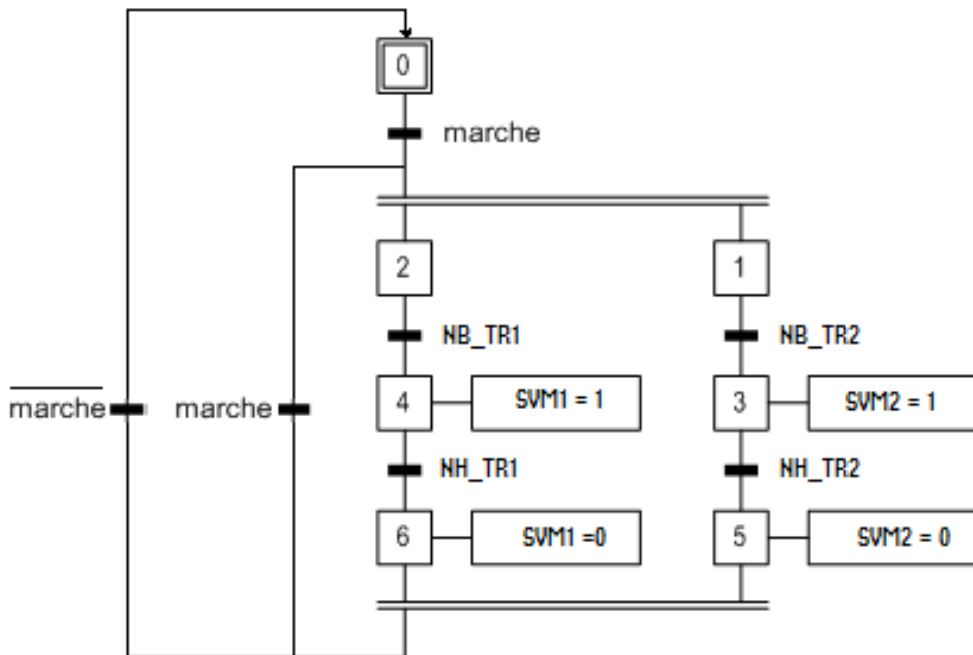 0
marche
2
1
NB_TR1
NB_TR2
marche
marche
4
SVM1 = 1
3
SVM2 = 1
NH_TR1
NH_TR2
6
SVM1 =0
5
SVM2 = 0